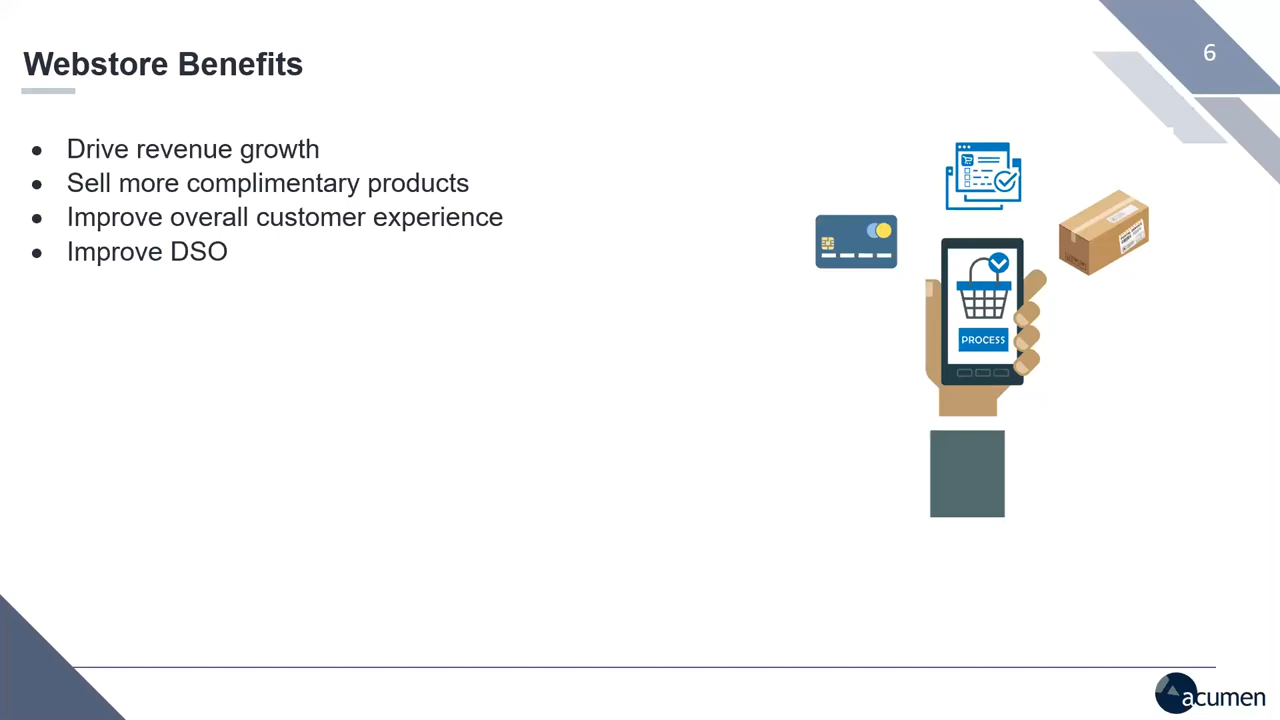 6
Webstore Benefits
● Drive revenue growth
● Sell more complimentary products
● Improve overall customer experience
● Improve DSO
PROCESS
acumen